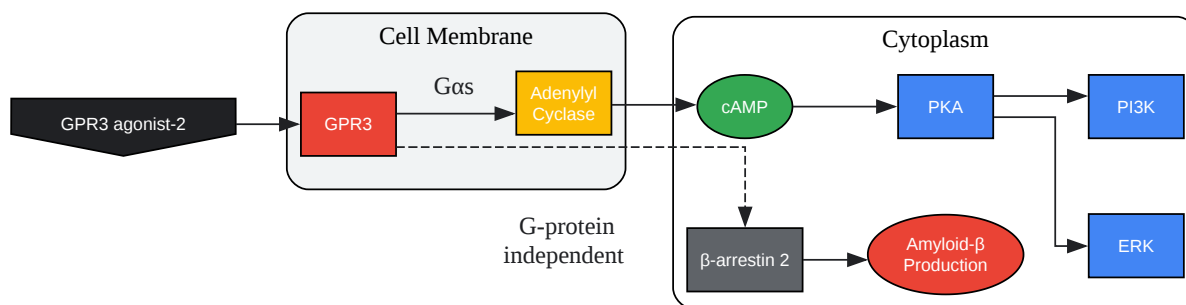 Cell Membrane
Cytoplasm
Gαs
GPR3 agonist-2
GPR3
Adenylyl
Cyclase
cAMP
PKA
PI3K
G-protein
independent
β-arrestin 2
Amyloid-β
Production
ERK